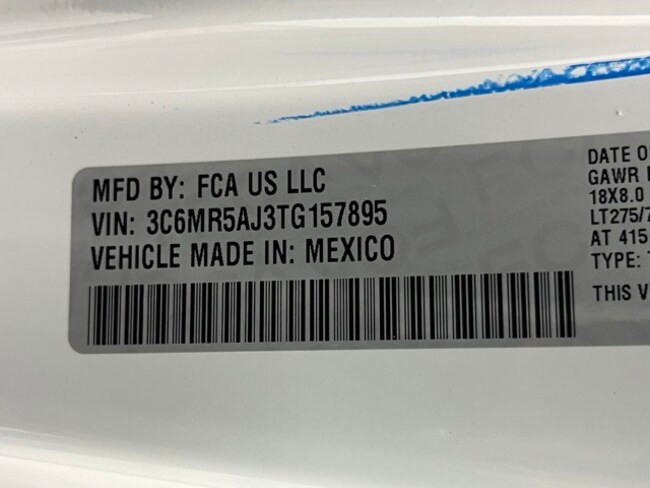 MFD BY: FCA US LLC
VIN: 3C6MR5AJ3TG157895
VEHICLE MADE IN: MEXICO
DATE O
GAWR
18X8.0
LT275/7
AT 415
TYPE:
THIS V